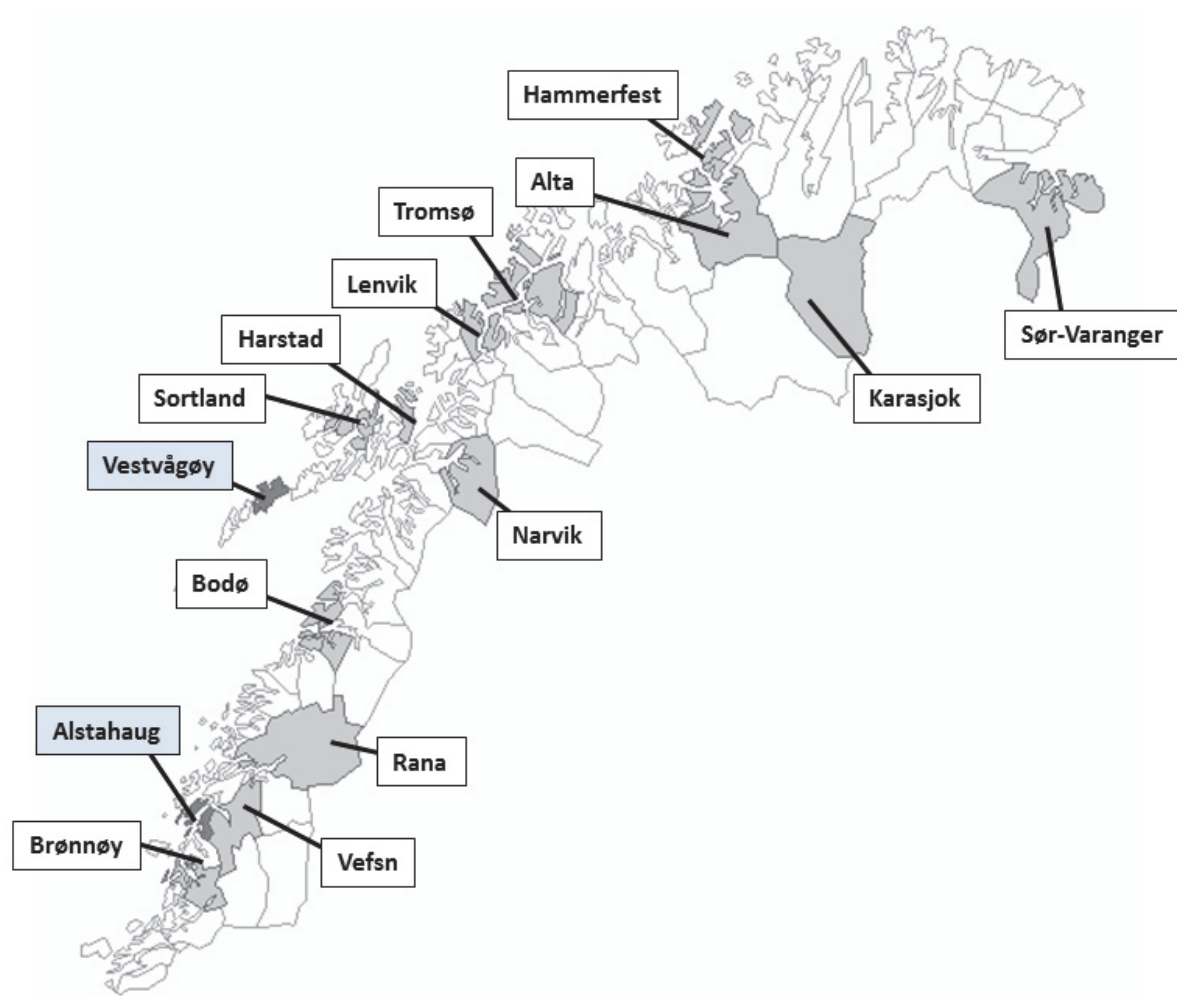 Hammerfest
Alta
Tromsø
Lenvik
Harstad
Sør-Varanger
Sortland
Karasjok
Vestvågøy
Narvik
Bodø
Alstahaug
Rana
Brønnøy
Vefsn